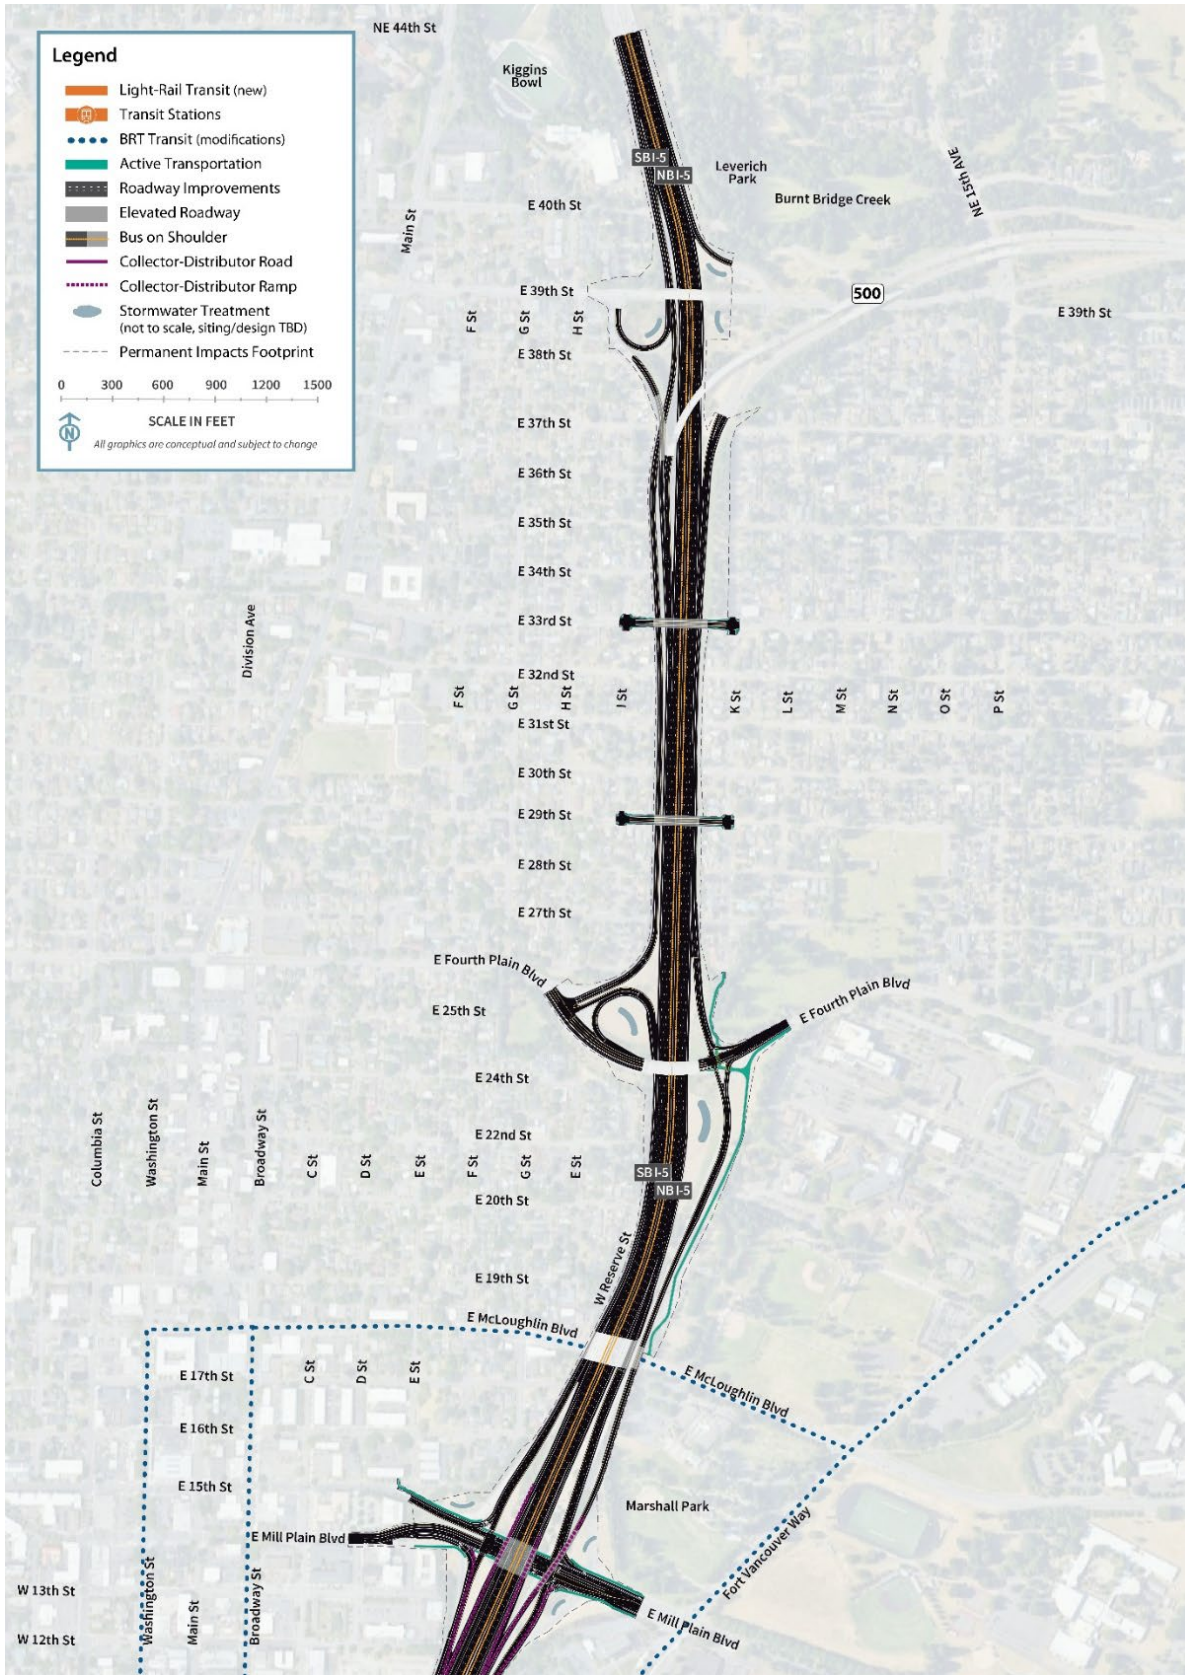 NE 44th St
Legend
Light-Rail Transit (new)
Transit Stations
BRT Transit (modifications)
Active Transportation
Roadway Improvements
Elevated Roadway
Bus on Shoulder
Collector-Distributor Road
Collector-Distributor Ramp
Stormwater Treatment
(not to scale, siting/design TBD)
Permanent Impacts Footprint
0 300 600 900 1200 1500
SCALE IN FEET
N
All graphics are conceptual and subject to change
Kiggins
Bowl
SB I-5
NB I-5
Leverich
Park
Burnt Bridge Creek
NE 15th AVE
E 40th St
Main St
E 39th St
500
E 39th St
F St
G St
H St
E 38th St
E 37th St
E 36th St
E 35th St
E 34th St
E 33rd St
Division Ave
E 32nd St
F St
G St
H St
I St
K St
L St
M St
N St
O St
P St
E 31st St
E 30th St
E 29th St
E 28th St
E 27th St
E Fourth Plain Blvd
E Fourth Plain Blvd
E 25th St
E 24th St
E 22nd St
Columbia St
Washington St
Main St
Broadway St
C St
D St
E St
F St
G St
E St
SB I-5
NB I-5
E 20th St
W Reserve St
E 19th St
E McLoughlin Blvd
E McLoughlin Blvd
E 17th St
C St
D St
E St
E 16th St
E 15th St
Marshall Park
E Mill Plain Blvd
Fort Vancouver Way
W 13th St
Washington St
Main St
Broadway St
E Mill Plain Blvd
W 12th St